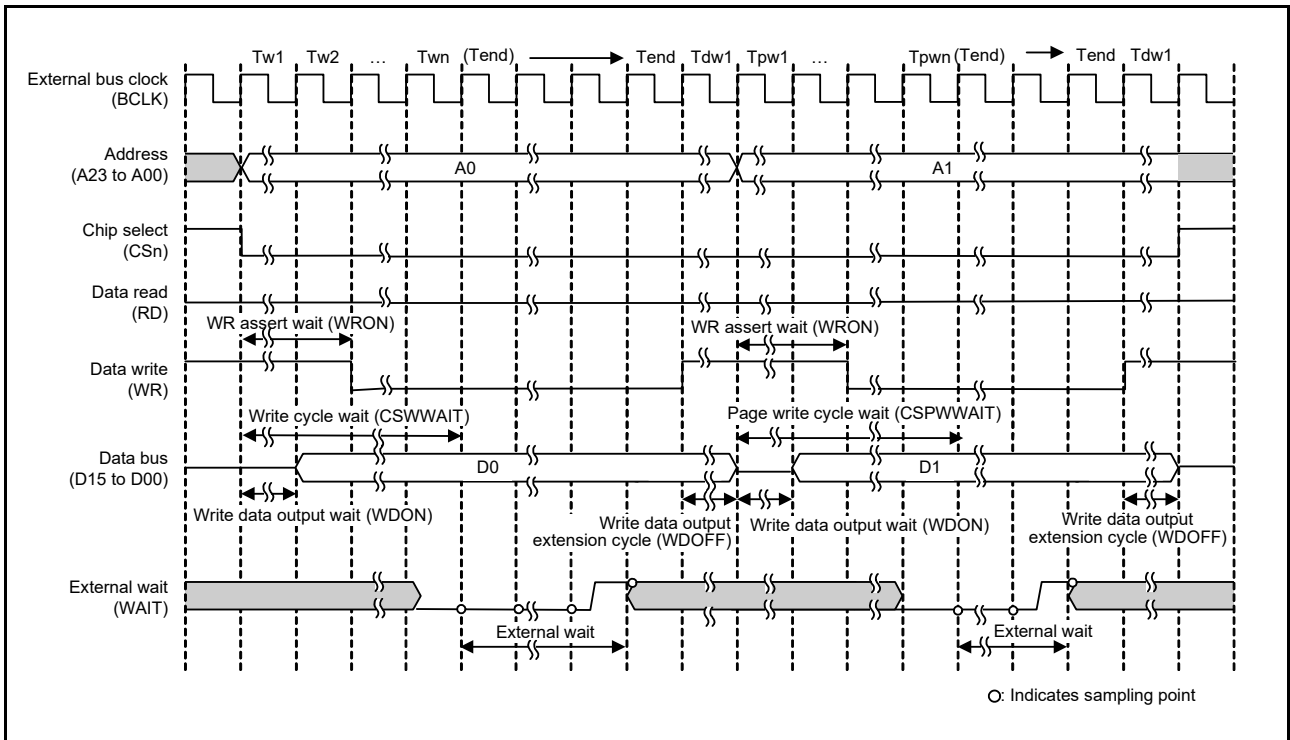 Tw1 Tw2 … Twn (Tend) Tend Tdw1 Tpw1 … Tpwn (Tend) Tend Tdw1
External bus clock
(BCLK)
Address
(A23 to A00)
A0 A1
Chip select
(CSn)
Data read
(RD)
WR assert wait (WRON) WR assert wait (WRON)
Data write
(WR)
Write cycle wait (CSWWAIT) Page write cycle wait (CSPWWAIT)
Data bus
(D15 to D00)
D0 D1
Write data output wait (WDON) Write data output
extension cycle (WDOFF) Write data output wait (WDON) Write data output
extension cycle (WDOFF)
External wait
(WAIT)
External wait External wait
O: Indicates sampling point